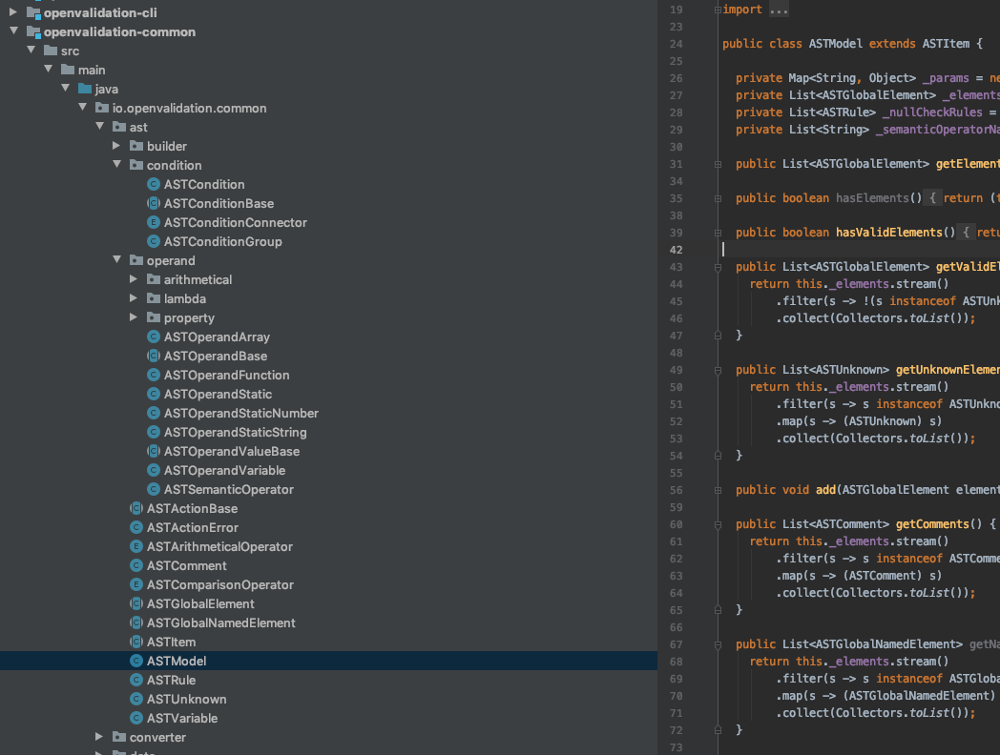 openvalidation-cli
openvalidation-common
src
main
java
io.openvalidation.common
ast
builder
condition
ASTCondition
ASTConditionBase
ASTConditionConnector
ASTConditionGroup
operand
arithmetical
lambda
property
ASTOperandArray
ASTOperandBase
ASTOperandFunction
ASTOperandStatic
ASTOperandStaticNumber
ASTOperandStaticString
ASTOperandValueBase
ASTOperandVariable
ASTSemanticOperator
ASTActionBase
ASTActionError
ASTArithmeticalOperator
ASTComment
ASTComparisonOperator
ASTGlobalElement
ASTGlobalNamedElement
ASTItem
ASTModel
ASTRule
ASTUnknown
ASTVariable
converter
19 import ...
23
24 public class ASTModel extends ASTItem {
25
26 private Map<String, Object> _params = ne
27 private List<ASTGlobalElement> _elements
28 private List<ASTRule> _nullCheckRules =
29 private List<String> _semanticOperatorNa
30
31 public List<ASTGlobalElement> getElement
34
35 public boolean hasElements() { return (t
38
39 public boolean hasValidElements() { retu
42
43 public List<ASTGlobalElement> getValidEl
44 return this._elements.stream()
45 .filter(s -> !(s instanceof ASTUnk
46 .collect(Collectors.toList());
47 }
48
49 public List<ASTUnknown> getUnknownElemen
50 return this._elements.stream()
51 .filter(s -> s instanceof ASTUnkno
52 .map(s -> (ASTUnknown) s)
53 .collect(Collectors.toList());
54 }
55
56 public void add(ASTGlobalElement element
59
60 public List<ASTComment> getComments() {
61 return this._elements.stream()
62 .filter(s -> s instanceof ASTComme
63 .map(s -> (ASTComment) s)
64 .collect(Collectors.toList());
65 }
66
67 public List<ASTGlobalNamedElement> getNa
68 return this._elements.stream()
69 .filter(s -> s instanceof ASTGloba
70 .map(s -> (ASTGlobalNamedElement)
71 .collect(Collectors.toList());
72 }
73